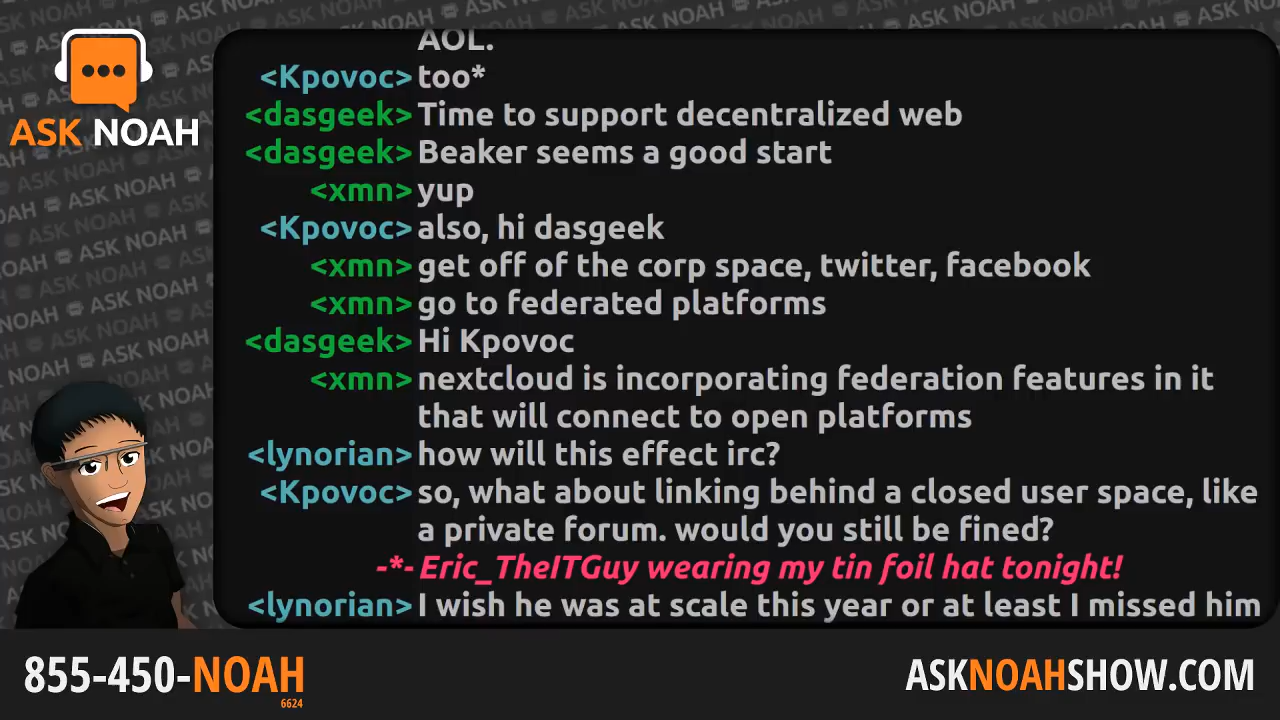 AOL.
<Kpovoc> too*
<dasgeek> Time to support decentralized web
<dasgeek> Beaker seems a good start
<xmn> yup
<Kpovoc> also, hi dasgeek
<xmn> get off of the corp space, twitter, facebook
<xmn> go to federated platforms
<dasgeek> Hi Kpovoc
<xmn> nextcloud is incorporating federation features in it
that will connect to open platforms
<lynorian> how will this effect irc?
<Kpovoc> so, what about linking behind a closed user space, like
a private forum. would you still be fined?
-*- Eric_TheITGuy wearing my tin foil hat tonight!
<lynorian> I wish he was at scale this year or at least I missed him
ASK NOAH
855-450-NOAH
6624
ASKNOAHSHOW.COM